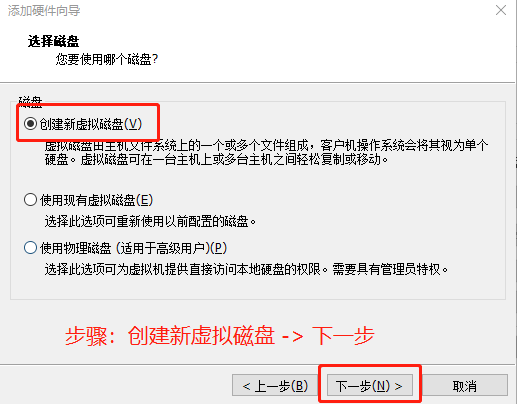 添加硬件向导
选择磁盘
您要使用哪个磁盘?
磁盘
创建新虚拟磁盘(V)
虚拟磁盘由主机文件系统上的一个或多个文件组成，客户机操作系统会将其视为单个
硬盘。虚拟磁盘可在一台主机上或多台主机之间轻松复制或移动。
使用现有虚拟磁盘(E)
选择此选项可重新使用以前配置的磁盘。
使用物理磁盘 (适用于高级用户)(P)
选择此选项可为虚拟机提供直接访问本地硬盘的权限。需要具有管理员特权。
步骤：创建新虚拟磁盘 -> 下一步
< 上一步(B)
下一步(N) >
取消